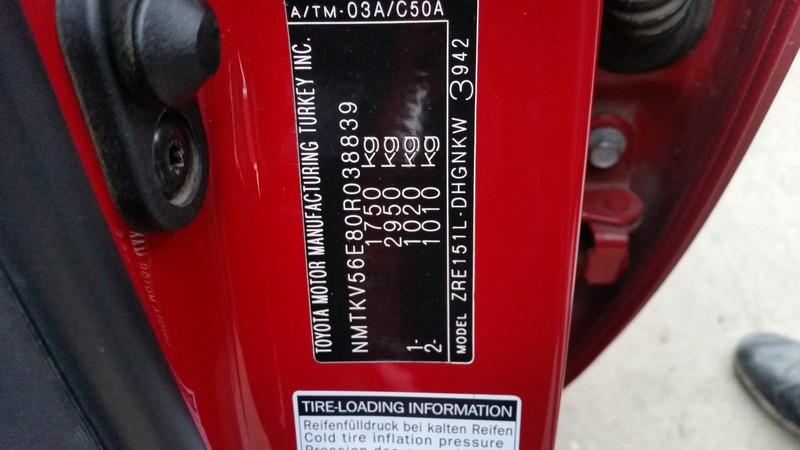 A/TM-03A/C50A
TOYOTA MOTOR MANUFACTURING TURKEY INC.
NMTKV56E80R038839
1750 kg
2950 kg
1- 1020 kg
2- 1010 kg
MODEL ZRE151L-DHGNKW 3942
TIRE-LOADING INFORMATION
Reifenfülldruck bei kalten Reifen
Cold tire inflation pressure